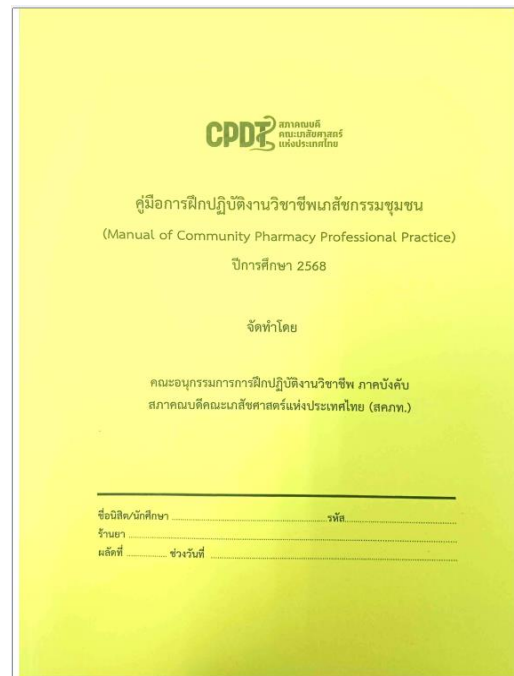 CPDT สภาคณบดี
คณะเภสัชศาสตร์
แห่งประเทศไทย
คู่มือการฝึกปฏิบัติงานวิชาชีพเภสัชกรรมชุมชน
(Manual of Community Pharmacy Professional Practice)
ปีการศึกษา 2568
จัดทำโดย
คณะอนุกรรมการการฝึกปฏิบัติงานวิชาชีพ ภาคบังคับ
สภาคณบดีคณะเภสัชศาสตร์แห่งประเทศไทย (สคภท.)
ชื่อนิสิต/นักศึกษา ........................................ รหัส........................................
ร้านยา ................................................................................
ผลัดที่ .............. ช่วงวันที่ ............................................................